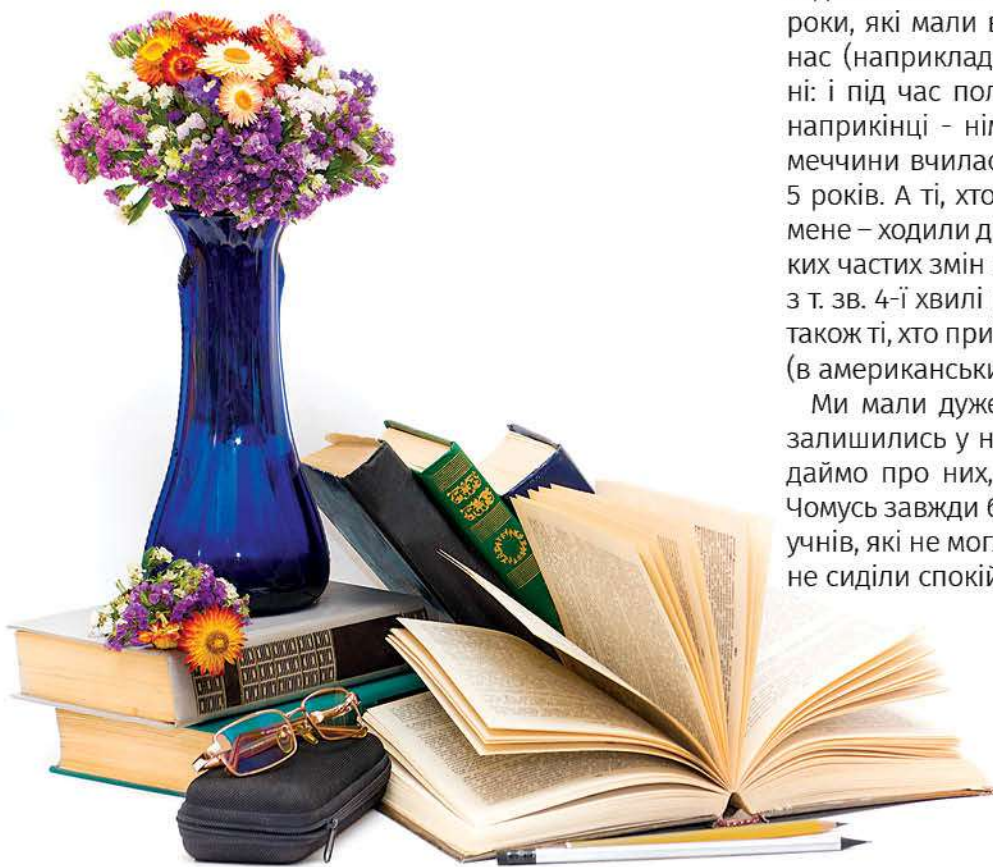 роки, які мали в
нас (наприклад
ні: і під час пол
наприкінці - нім
меччини вчилас
5 років. А ті, хто
мене – ходили д
ких частих змін
з т. зв. 4-ї хвилі
також ті, хто при
(в американськи
Ми мали дуже
залишились у н
даймо про них,
Чомусь завжди б
учнів, які не мог
не сиділи спокій